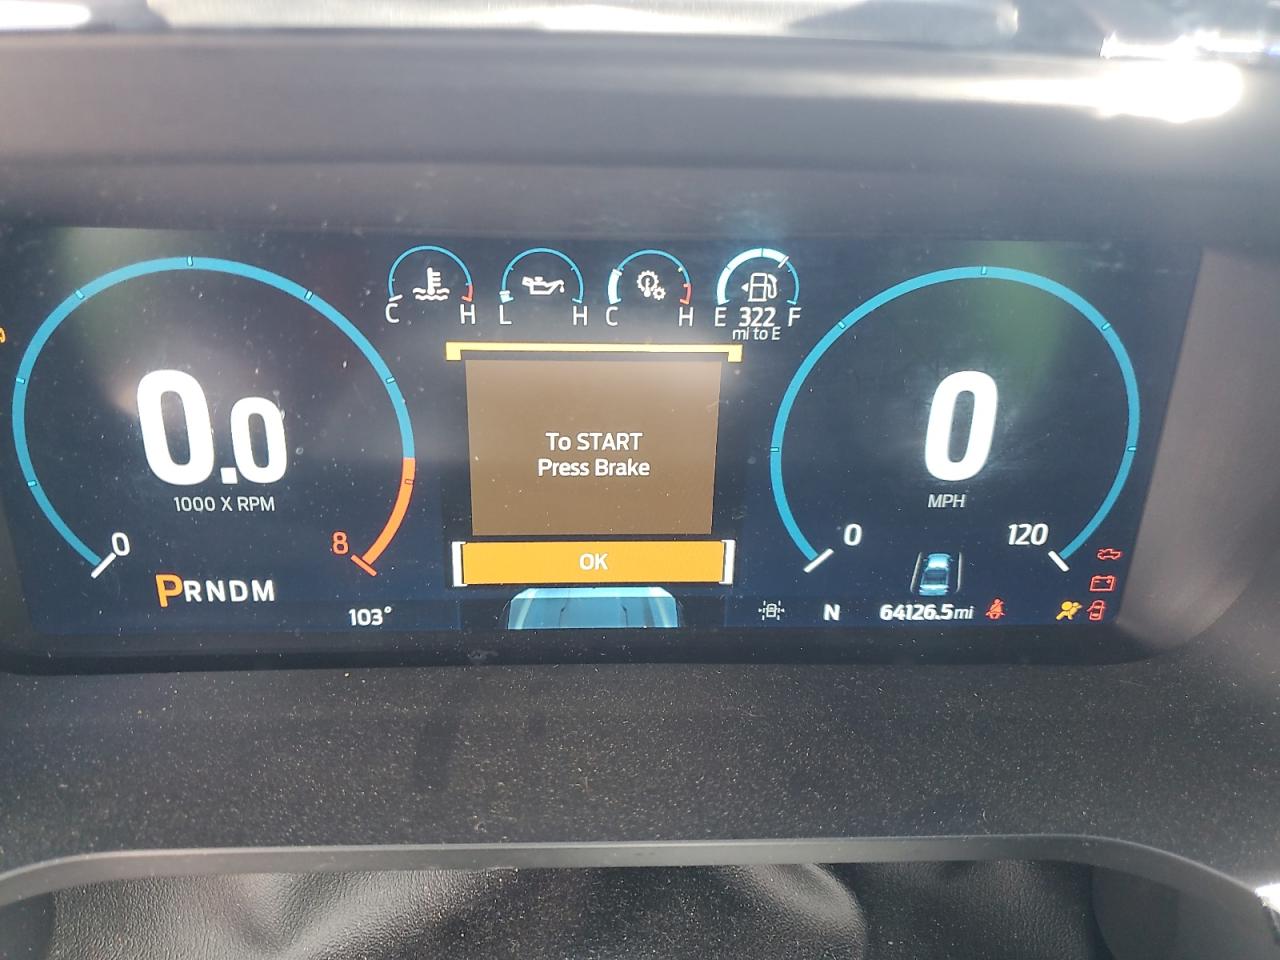 C H
L H
C H
E 322 F
mi to E
0.0
1000 X RPM
0
8
PRNDM
103°
To START
Press Brake
OK
0
MPH
0
120
N
64126.5mi